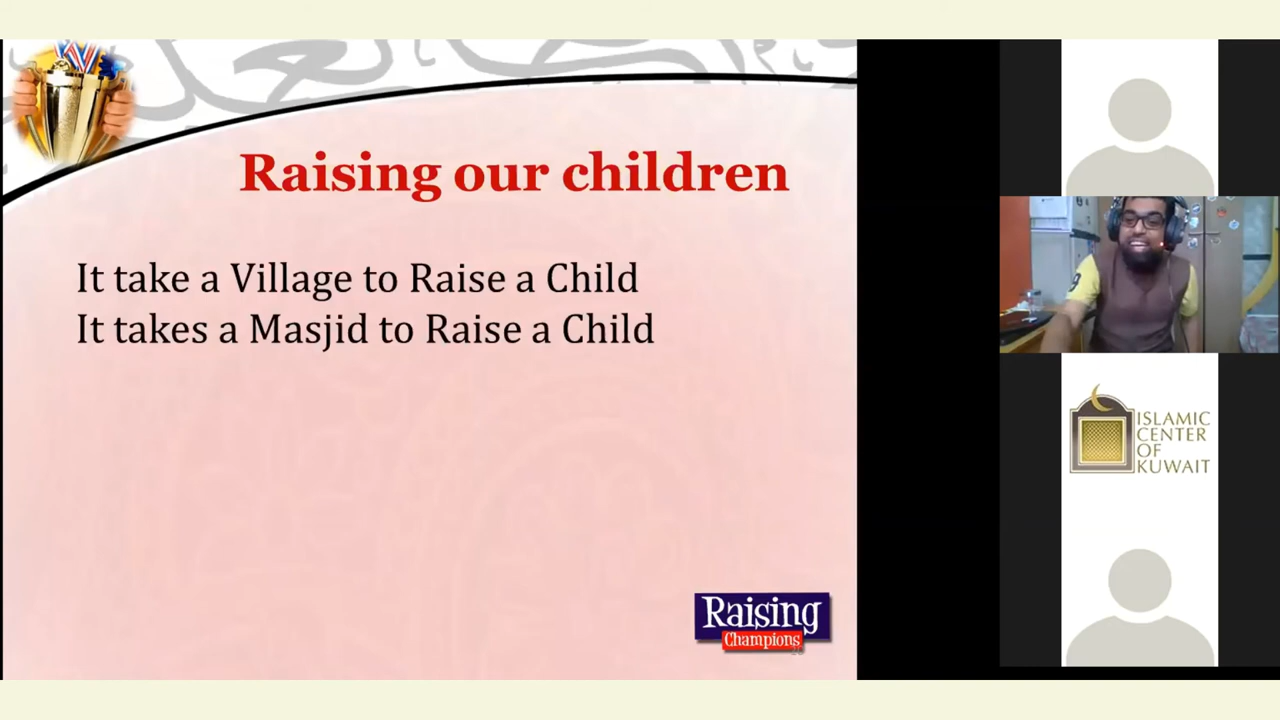 Raising our children
It take a Village to Raise a Child
It takes a Masjid to Raise a Child
Raising
Champions
ISLAMIC
CENTER
OF
KUWAIT